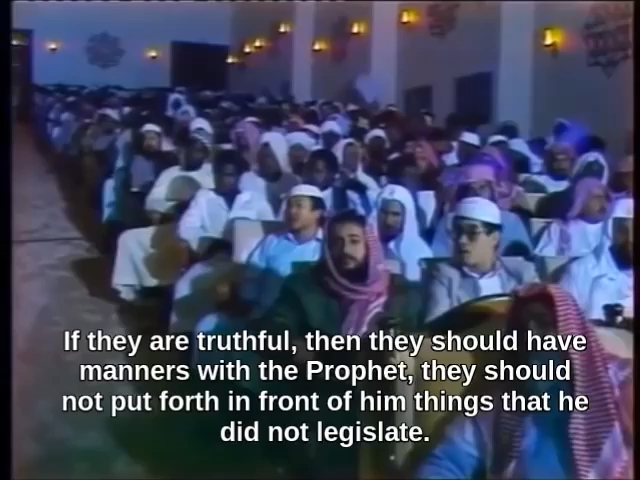 If they are truthful, then they should have
manners with the Prophet, they should
not put forth in front of him things that he
did not legislate.